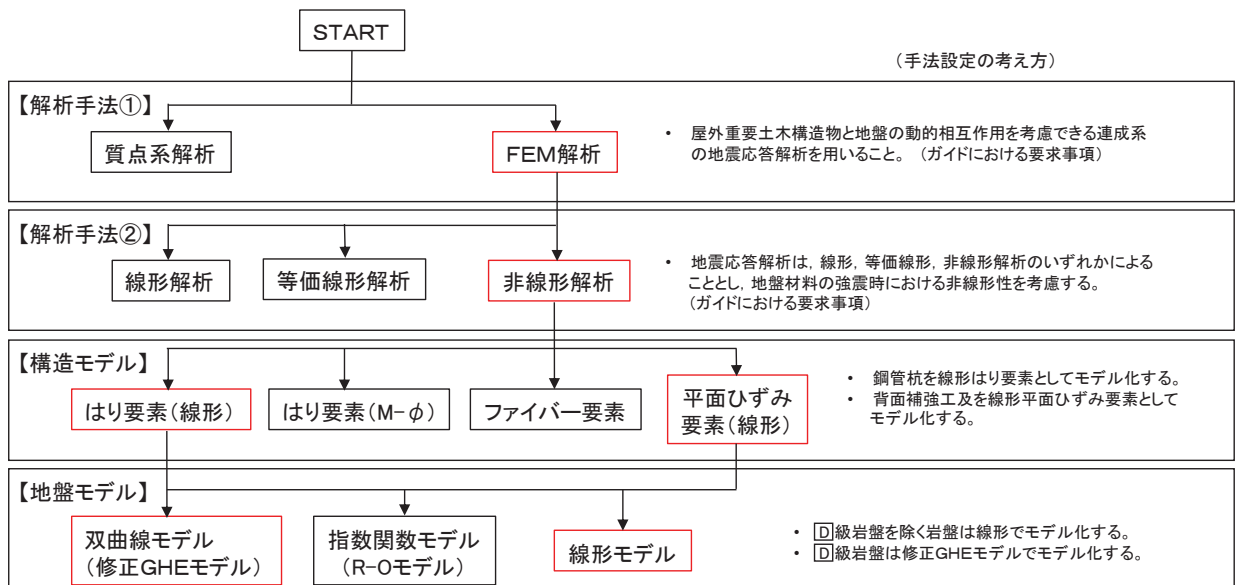 START
（手法設定の考え方）
【解析手法①】
質点系解析
FEM解析
・ 屋外重要土木構造物と地盤の動的相互作用を考慮できる連成系
の地震応答解析を用いること。（ガイドにおける要求事項）
【解析手法②】
線形解析
等価線形解析
非線形解析
・ 地震応答解析は，線形，等価線形，非線形解析のいずれかによる
こととし，地盤材料の強震時における非線形性を考慮する。
（ガイドにおける要求事項）
【構造モデル】
はり要素（線形）
はり要素（M-φ）
ファイバー要素
平面ひずみ
要素（線形）
・ 鋼管杭を線形はり要素としてモデル化する。
・ 背面補強工及を線形平面ひずみ要素として
モデル化する。
【地盤モデル】
双曲線モデル
（修正GHEモデル）
指数関数モデル
（R-Oモデル）
線形モデル
・ D級岩盤を除く岩盤は線形でモデル化する。
・ D級岩盤は修正GHEモデルでモデル化する。